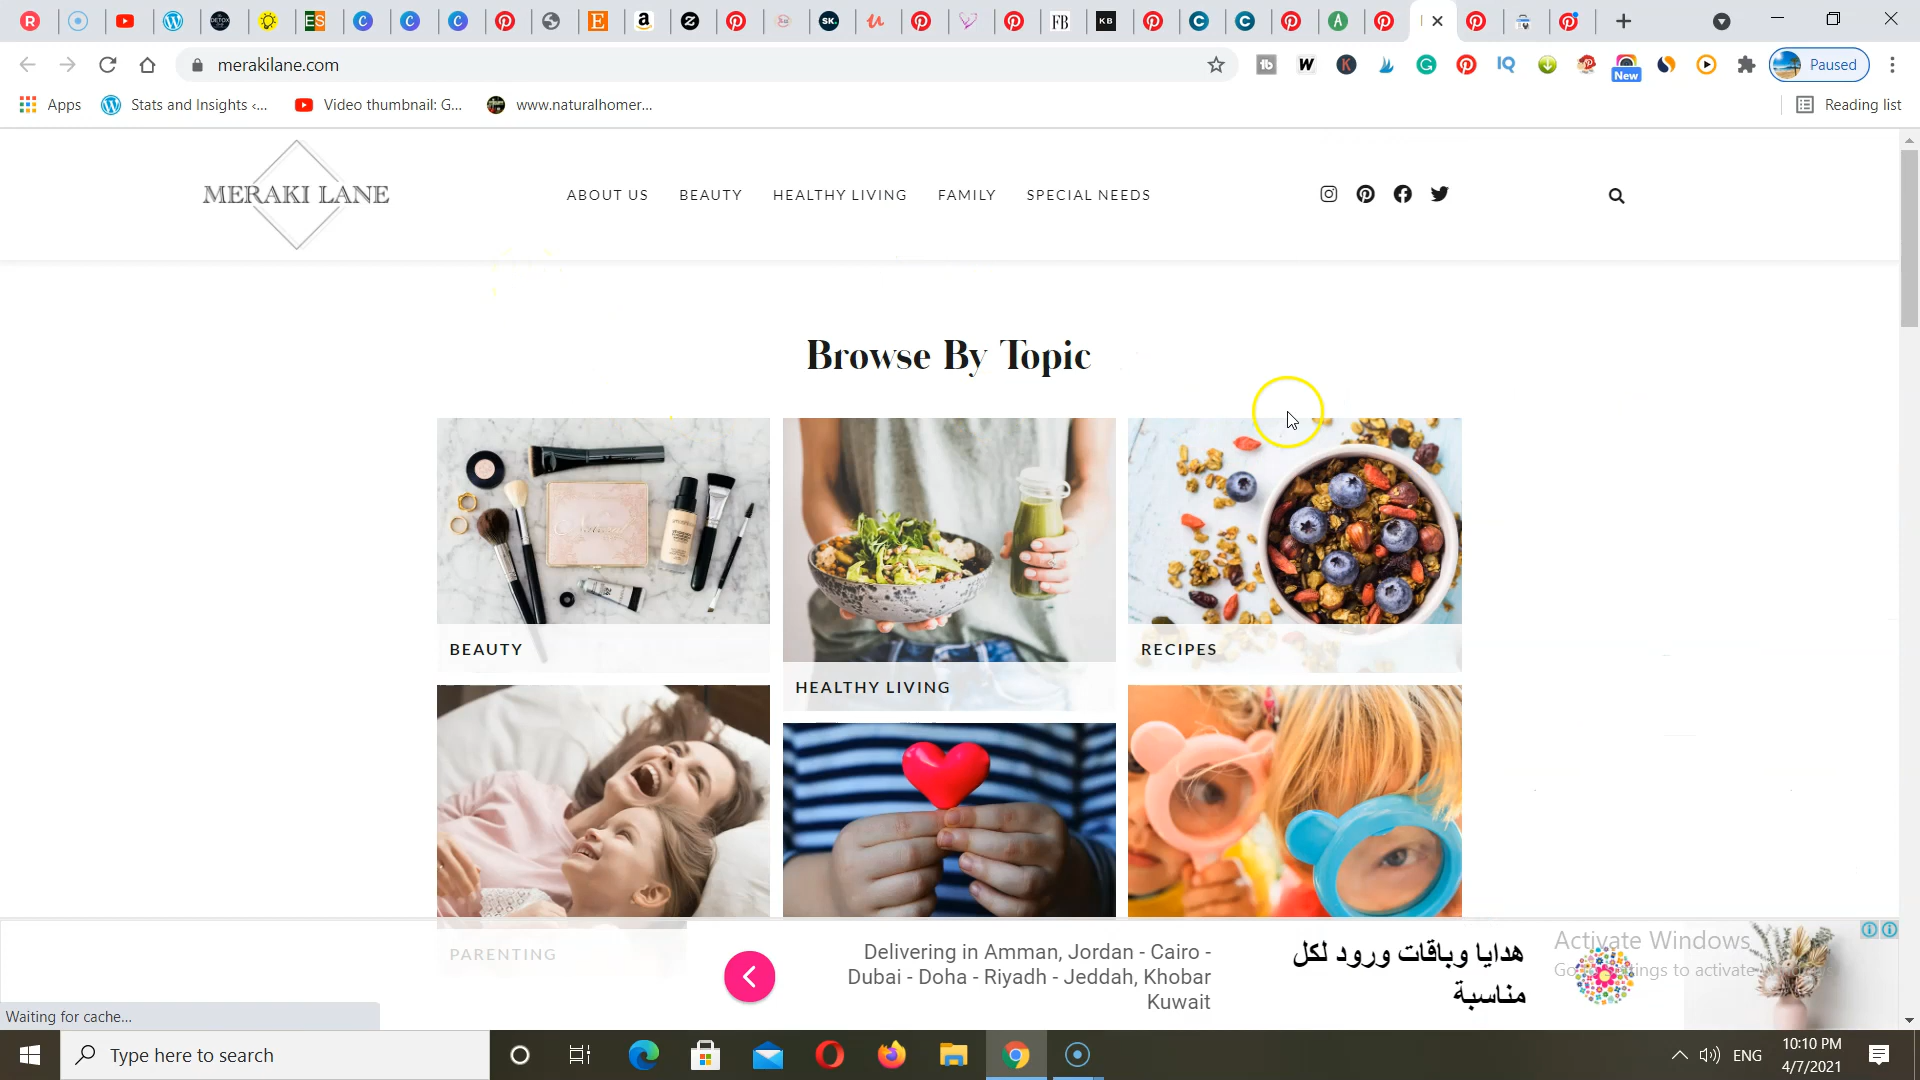 merakilane.com
Paused
New
Apps
Stats and Insights <...
Video thumbnail: G...
www.naturalhomer...
Reading list
MERAKI LANE
ABOUT US
BEAUTY
HEALTHY LIVING
FAMILY
SPECIAL NEEDS
Browse By Topic
BEAUTY
HEALTHY LIVING
RECIPES
PARENTING
Delivering in Amman, Jordan - Cairo -
Dubai - Doha - Riyadh - Jeddah, Khobar
Kuwait
هدايا وباقات ورود لكل
مناسبة
Activate Windows
Waiting for cache...
Type here to search
ENG
10:10 PM
4/7/2021